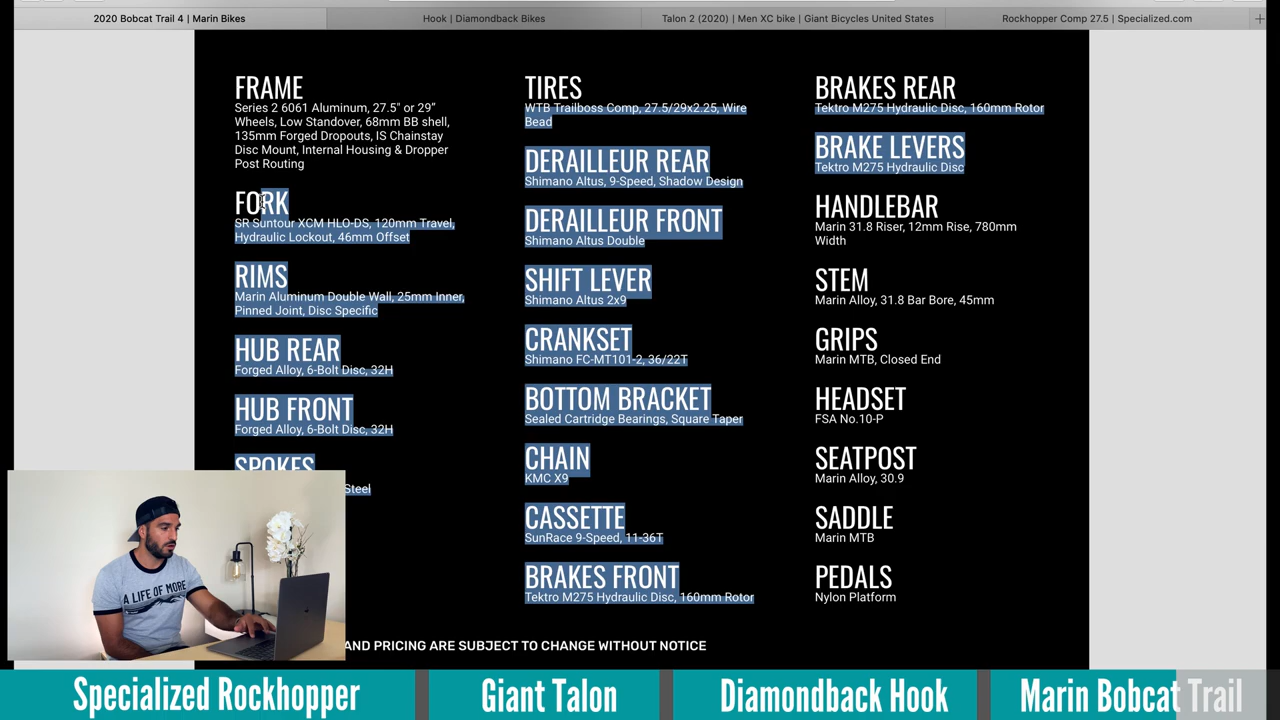 2020 Bobcat Trail 4 | Marin Bikes
Hook | Diamondback Bikes
Talon 2 (2020) | Men XC bike | Giant Bicycles United States
Rockhopper Comp 27.5 | Specialized.com
FRAME
Series 2 6061 Aluminum, 27.5" or 29”
Wheels, Low Standover, 68mm BB shell,
135mm Forged Dropouts, IS Chainstay
Disc Mount, Internal Housing & Dropper
Post Routing
FORK
SR Suntour XCM HLO-DS, 120mm Travel,
Hydraulic Lockout, 46mm Offset
RIMS
Marin Aluminum Double Wall, 25mm Inner,
Pinned Joint, Disc Specific
HUB REAR
Forged Alloy, 6-Bolt Disc, 32H
HUB FRONT
Forged Alloy, 6-Bolt Disc, 32H
SPOKES
Steel
TIRES
WTB Trailboss Comp, 27.5/29x2.25, Wire
Bead
DERAILLEUR REAR
Shimano Altus, 9-Speed, Shadow Design
DERAILLEUR FRONT
Shimano Altus Double
SHIFT LEVER
Shimano Altus 2x9
CRANKSET
Shimano FC-MT101-2, 36/22T
BOTTOM BRACKET
Sealed Cartridge Bearings, Square Taper
CHAIN
KMC X9
CASSETTE
SunRace 9-Speed, 11-36T
BRAKES FRONT
Tektro M275 Hydraulic Disc, 160mm Rotor
BRAKES REAR
Tektro M275 Hydraulic Disc, 160mm Rotor
BRAKE LEVERS
Tektro M275 Hydraulic Disc
HANDLEBAR
Marin 31.8 Riser, 12mm Rise, 780mm
Width
STEM
Marin Alloy, 31.8 Bar Bore, 45mm
GRIPS
Marin MTB, Closed End
HEADSET
FSA No.10-P
SEATPOST
Marin Alloy, 30.9
SADDLE
Marin MTB
PEDALS
Nylon Platform
AND PRICING ARE SUBJECT TO CHANGE WITHOUT NOTICE
A LIFE OF MORE
Specialized Rockhopper
Giant Talon
Diamondback Hook
Marin Bobcat Trail